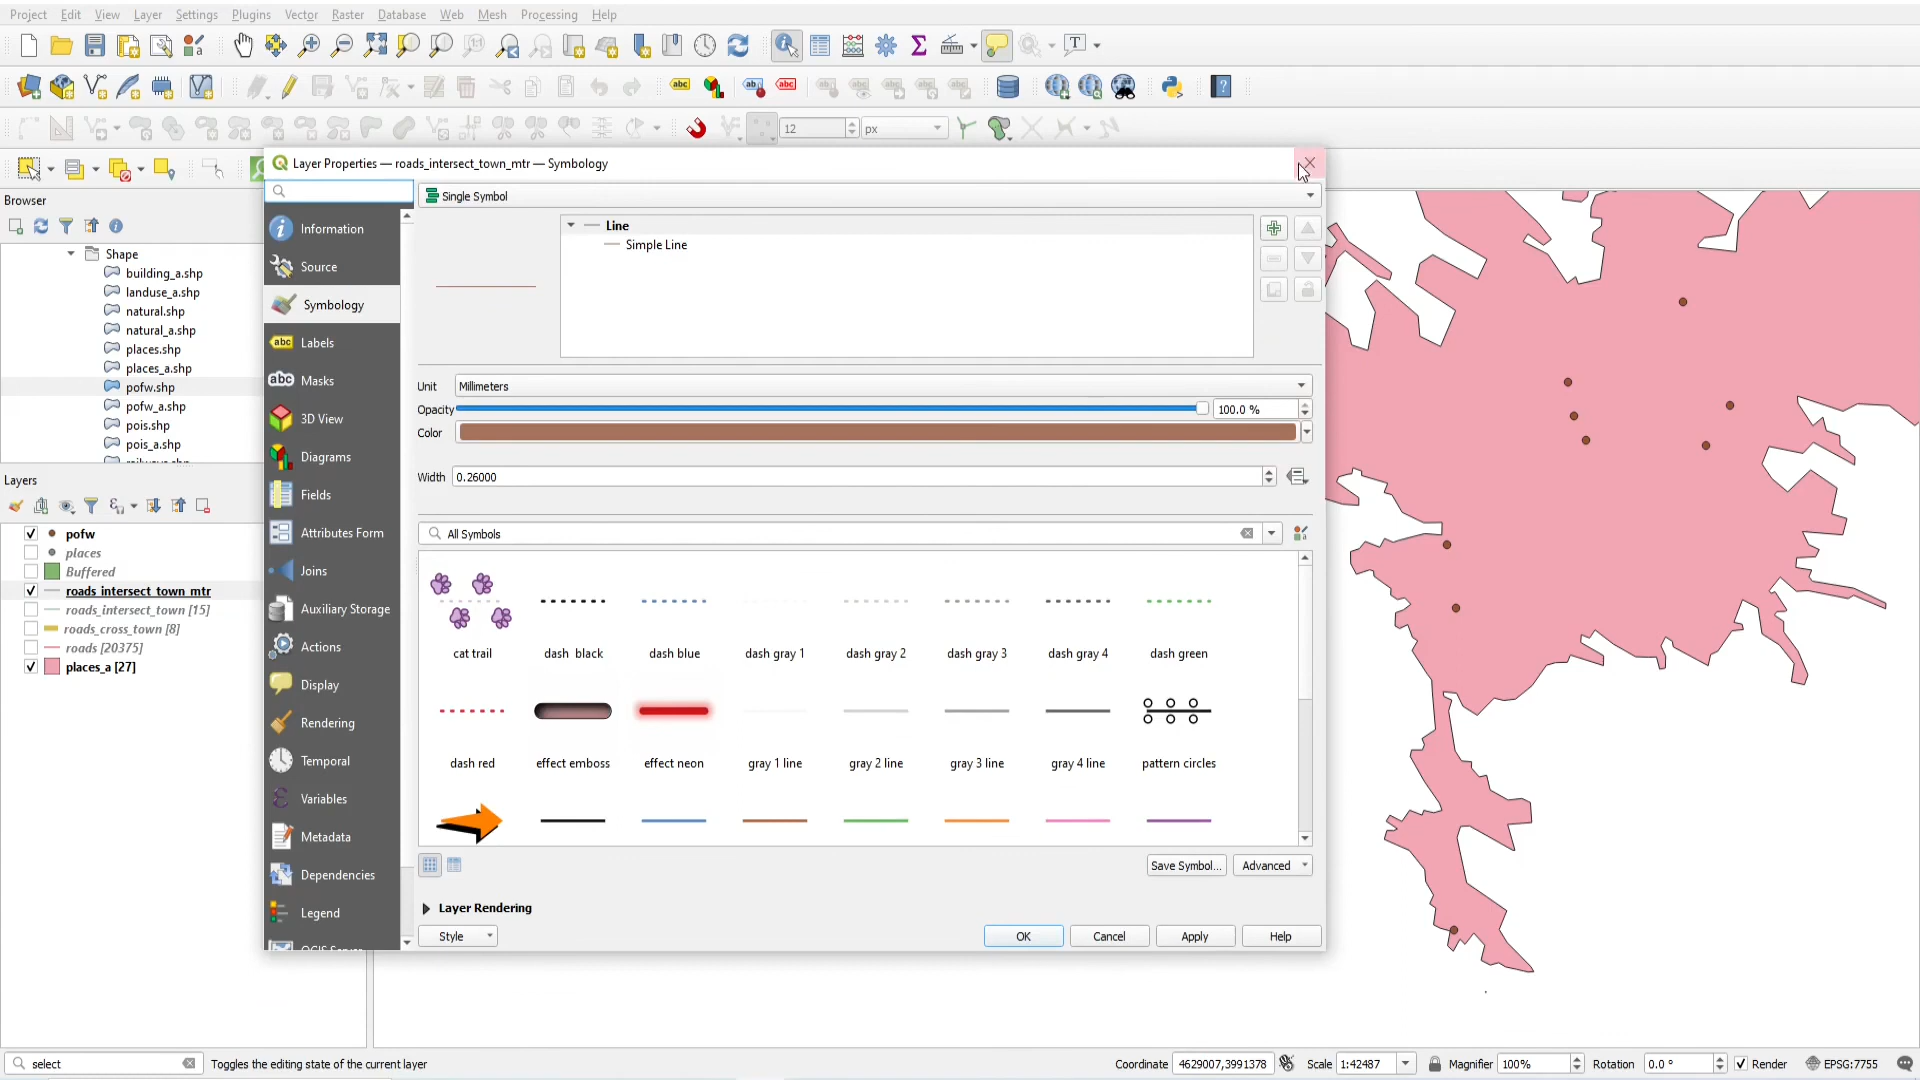 Project Edit View Layer Settings Plugins Vector Raster Database Web Mesh Processing Help
12 px
Layer Properties — roads_intersect_town_mtr — Symbology
Browser
Shape
building_a.shp
landuse_a.shp
natural.shp
natural_a.shp
places.shp
places_a.shp
pofw.shp
pofw_a.shp
pois.shp
pois_a.shp
Layers
pofw
places
Buffered
roads_intersect_town_mtr
roads_intersect_town [15]
roads_cross_town [8]
roads [20375]
places_a [27]
Information
Source
Symbology
Labels
Masks
3D View
Diagrams
Fields
Attributes Form
Joins
Auxiliary Storage
Actions
Display
Rendering
Temporal
Variables
Metadata
Dependencies
Legend
Single Symbol
Line
Simple Line
Unit Millimeters
Opacity 100.0 %
Color
Width 0.26000
All Symbols
cat trail dash  black dash blue dash gray 1 dash gray 2 dash gray 3 dash gray 4 dash green
dash red effect emboss effect neon gray 1 line gray 2 line gray 3 line gray 4 line pattern circles
Save Symbol... Advanced
Layer Rendering
Style OK Cancel Apply Help
select Toggles the editing state of the current layer Coordinate 4629007,3991378 Scale 1:42487 Magnifier 100% Rotation 0.0 ° Render EPSG:7755